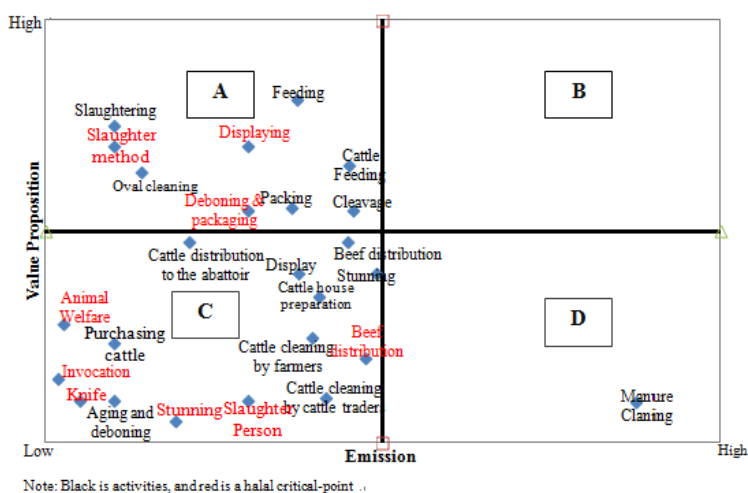 High
A
B
Feeding
Slaughtering
Slaughter
method
Displaying
Cattle
Feeding
Oval cleaning
Deboning &
packaging
Packing
Cleavage
Value Proposition
Cattle distribution
to the abattoir
Beef distribution
Display
Stunning
Cattle house
preparation
Animal
Welfare
C
D
Purchasing
cattle
Cattle cleaning
by farmers
Beef
distribution
Invocation
Knife
Aging and
deboning
Stunning
Slaughter
Person
Cattle cleaning
by cattle traders
Manure
Claning
Low
Emission
High
Note: Black is activities, and red is a halal critical-point ..